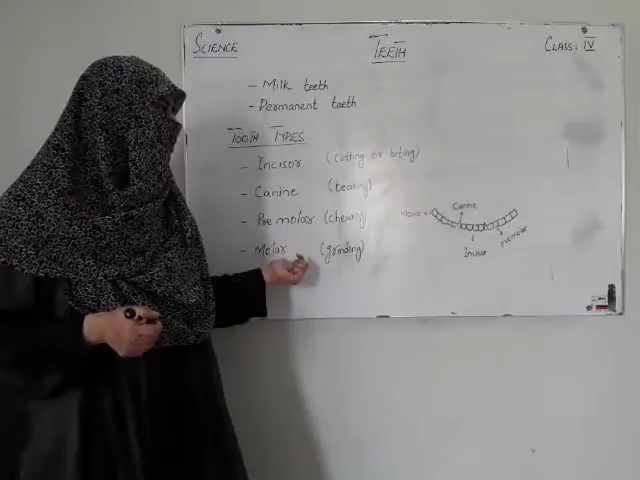 SCIENCE
TEETH
CLASS: IV
- Milk teeth
- Permanent teeth
TOOTH TYPES
- Incisor (cutting or biting)
- Canine (tearing)
- Pre molar (chewing)
- Molar (grinding)
Canine
Molar
Premolar
Incisor